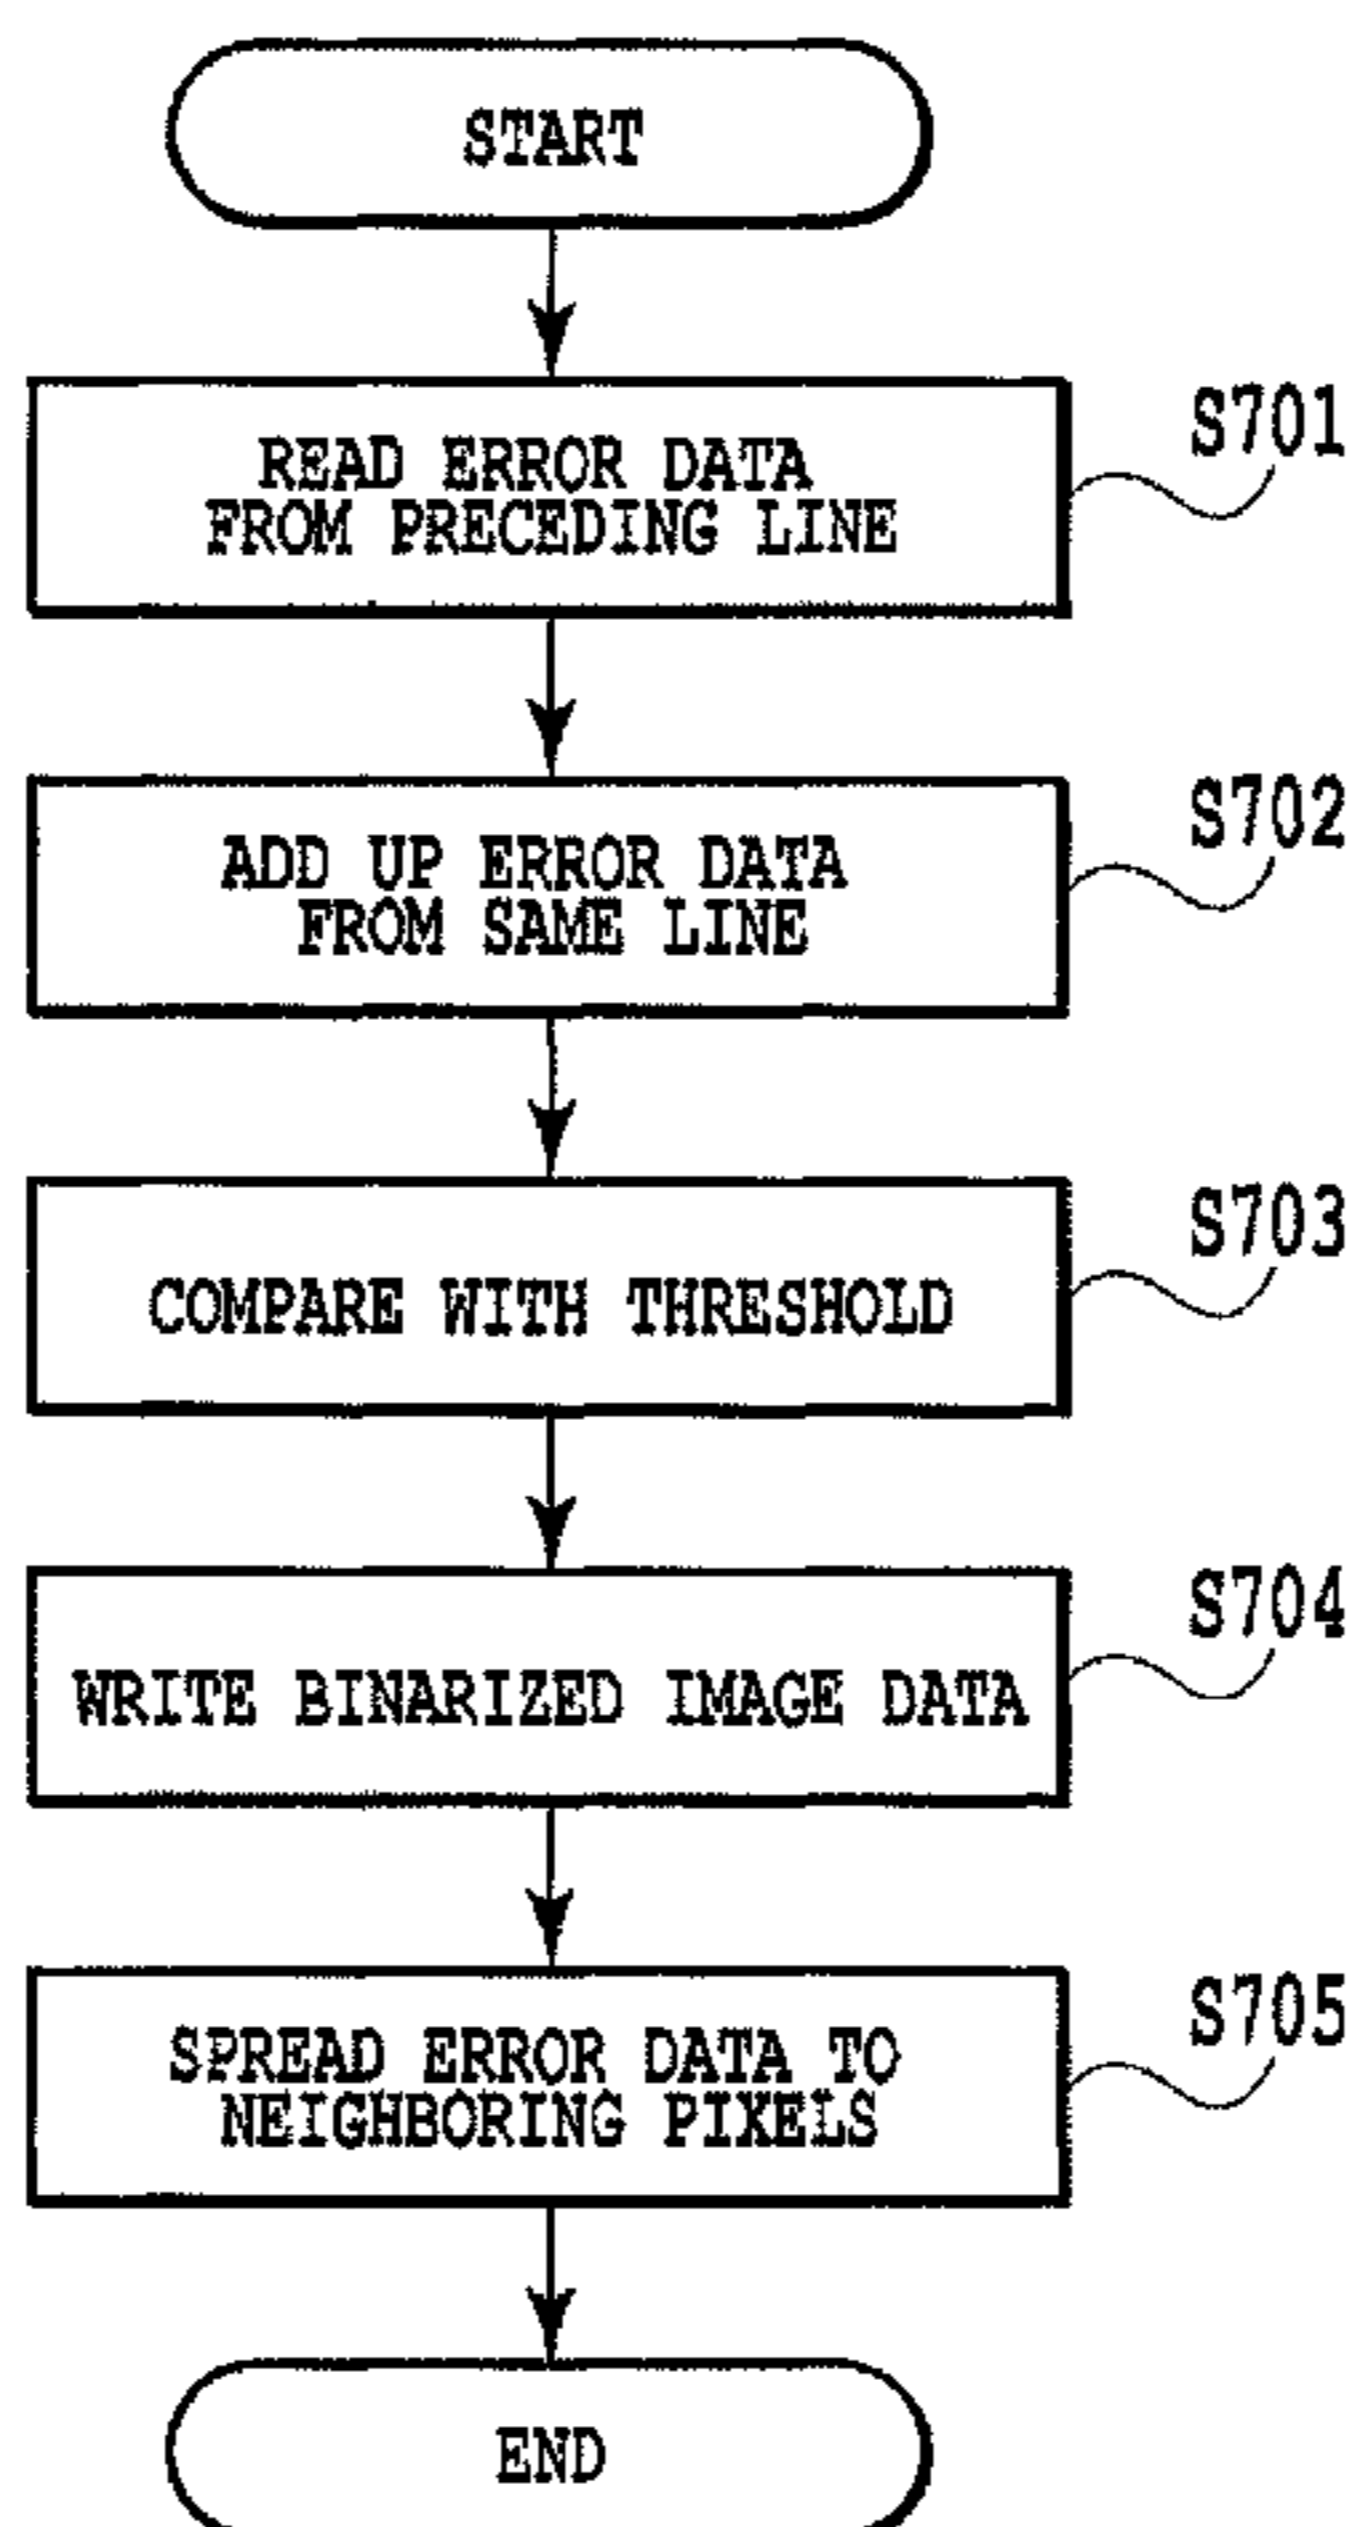 START
READ ERROR DATA
FROM PRECEDING LINE
S701
ADD UP ERROR DATA
FROM SAME LINE
S702
COMPARE WITH THRESHOLD
S703
WRITE BINARIZED IMAGE DATA
S704
SPREAD ERROR DATA TO
NEIGHBORING PIXELS
S705
END